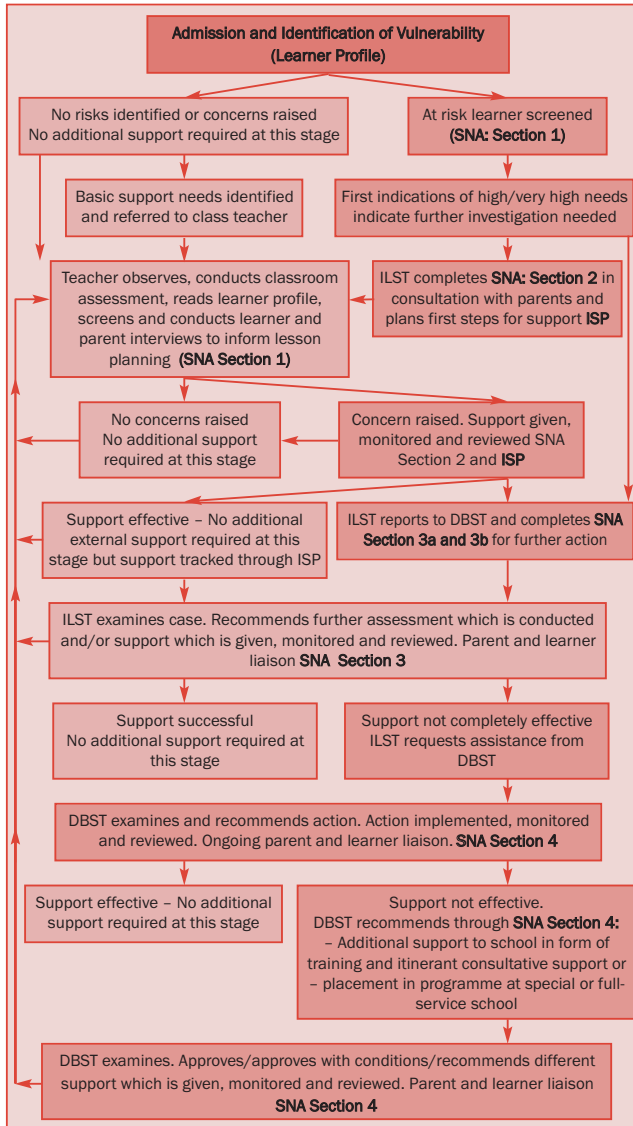 Admission and Identification of Vulnerability
(Learner Profile)
No risks identified or concerns raised
No additional support required at this stage
At risk learner screened
(SNA: Section 1)
Basic support needs identified
and referred to class teacher
First indications of high/very high needs
indicate further investigation needed
Teacher observes, conducts classroom
assessment, reads learner profile,
screens and conducts learner and
parent interviews to inform lesson
planning (SNA Section 1)
ILST completes SNA: Section 2 in
consultation with parents and
plans first steps for support ISP
No concerns raised
No additional support
required at this stage
Concern raised. Support given,
monitored and reviewed SNA
Section 2 and ISP
Support effective – No additional
external support required at this
stage but support tracked through ISP
ILST reports to DBST and completes SNA
Section 3a and 3b for further action
ILST examines case. Recommends further assessment which is conducted
and/or support which is given, monitored and reviewed. Parent and learner
liaison SNA Section 3
Support successful
No additional support required at
this stage
Support not completely effective
ILST requests assistance from
DBST
DBST examines and recommends action. Action implemented, monitored
and reviewed. Ongoing parent and learner liaison. SNA Section 4
Support effective – No additional
support required at this stage
Support not effective.
DBST recommends through SNA Section 4:
– Additional support to school in form of
training and itinerant consultative support or
– placement in programme at special or full-
service school
DBST examines. Approves/approves with conditions/recommends different
support which is given, monitored and reviewed. Parent and learner liaison
SNA Section 4